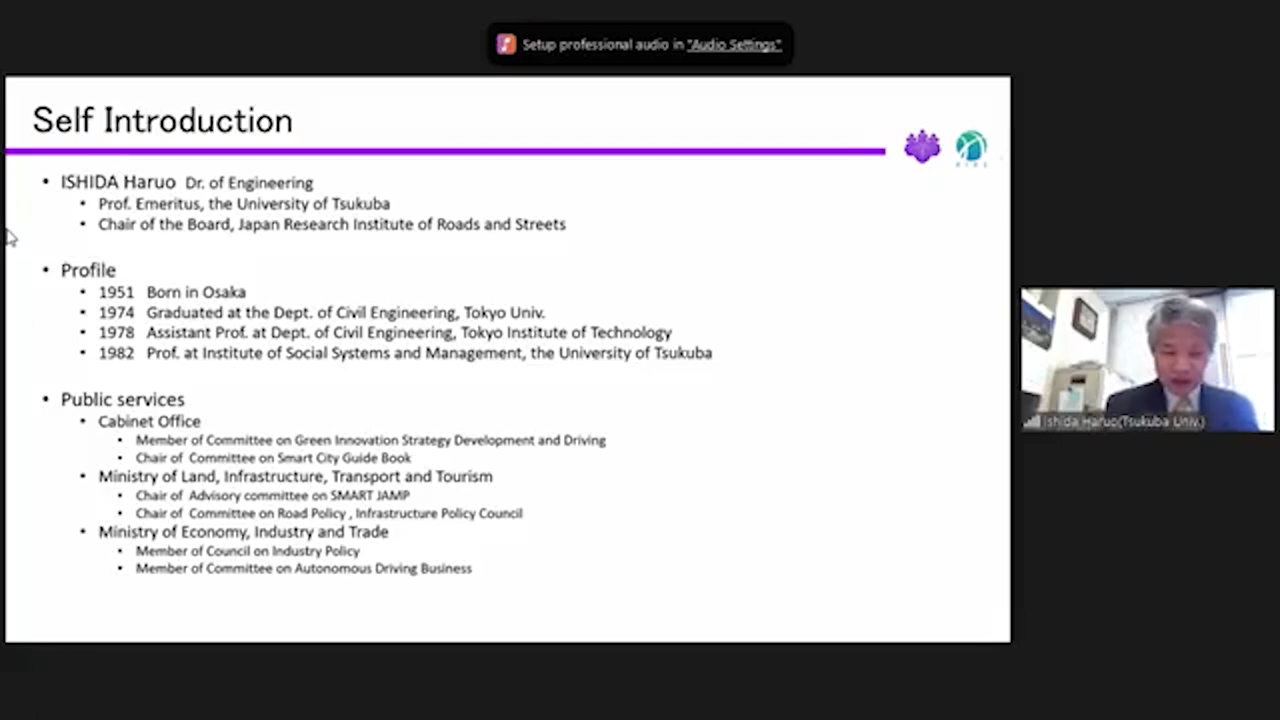 Setup professional audio in "Audio Settings"
Self Introduction
• ISHIDA Haruo Dr. of Engineering
• Prof. Emeritus, the University of Tsukuba
• Chair of the Board, Japan Research Institute of Roads and Streets
• Profile
• 1951 Born in Osaka
• 1974 Graduated at the Dept. of Civil Engineering, Tokyo Univ.
• 1978 Assistant Prof. at Dept. of Civil Engineering, Tokyo Institute of Technology
• 1982 Prof. at Institute of Social Systems and Management, the University of Tsukuba
• Public services
• Cabinet Office
• Member of Committee on Green Innovation Strategy Development and Driving
• Chair of Committee on Smart City Guide Book
• Ministry of Land, Infrastructure, Transport and Tourism
• Chair of Advisory committee on SMART JAMP
• Chair of Committee on Road Policy , Infrastructure Policy Council
• Ministry of Economy, Industry and Trade
• Member of Council on Industry Policy
• Member of Committee on Autonomous Driving Business
Ishida Haruo(Tsukuba Univ.)